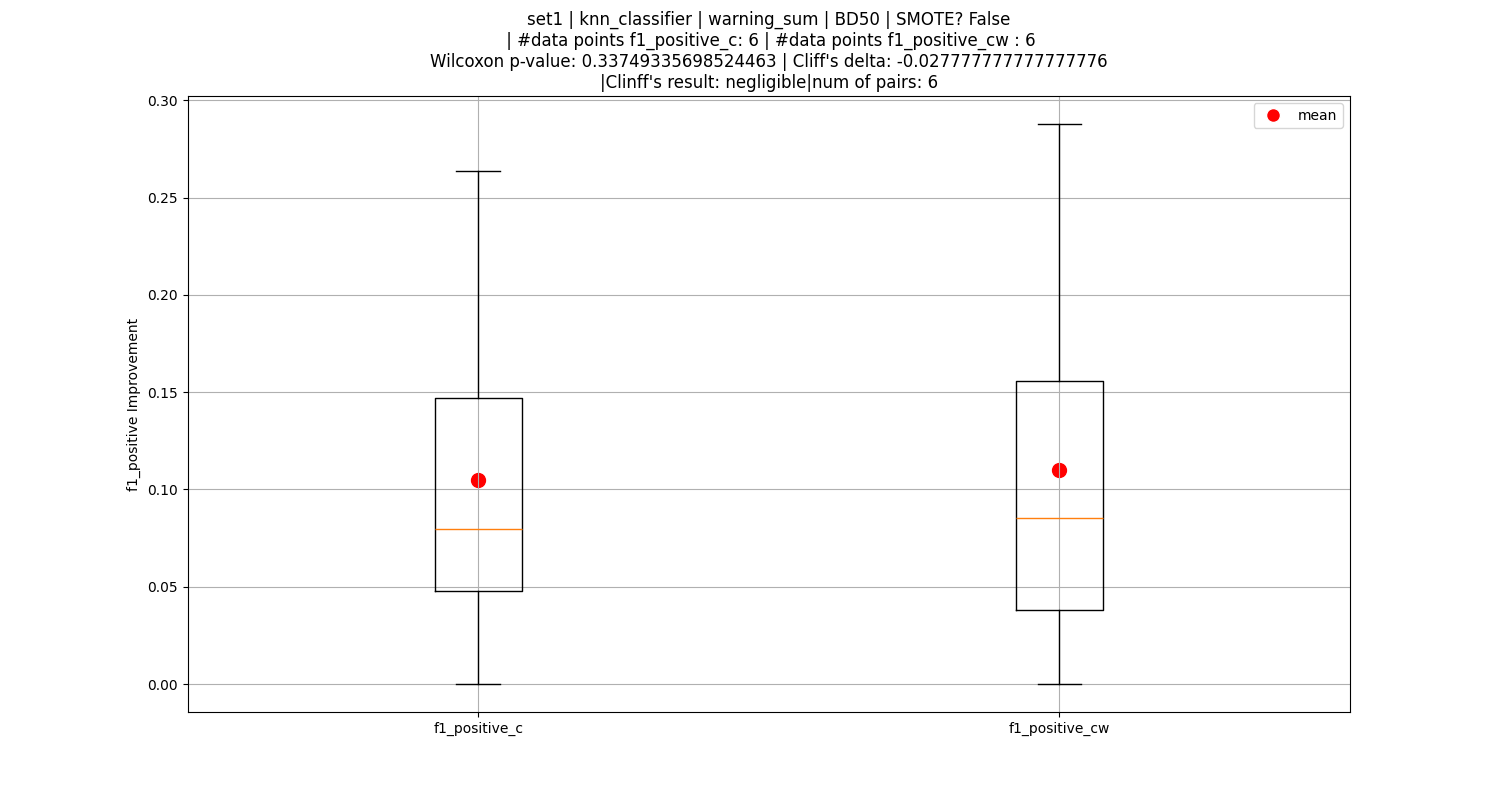 set1 | knn_classifier | warning_sum | BD50 | SMOTE? False
| #data points f1_positive_c: 6 | #data points f1_positive_cw : 6
Wilcoxon p-value: 0.33749335698524463 | Cliff's delta: -0.027777777777777776
|Clinff's result: negligible|num of pairs: 6
mean
0.30
0.25
0.20
0.15
0.10
0.05
0.00
f1_positive Improvement
f1_positive_c
f1_positive_cw